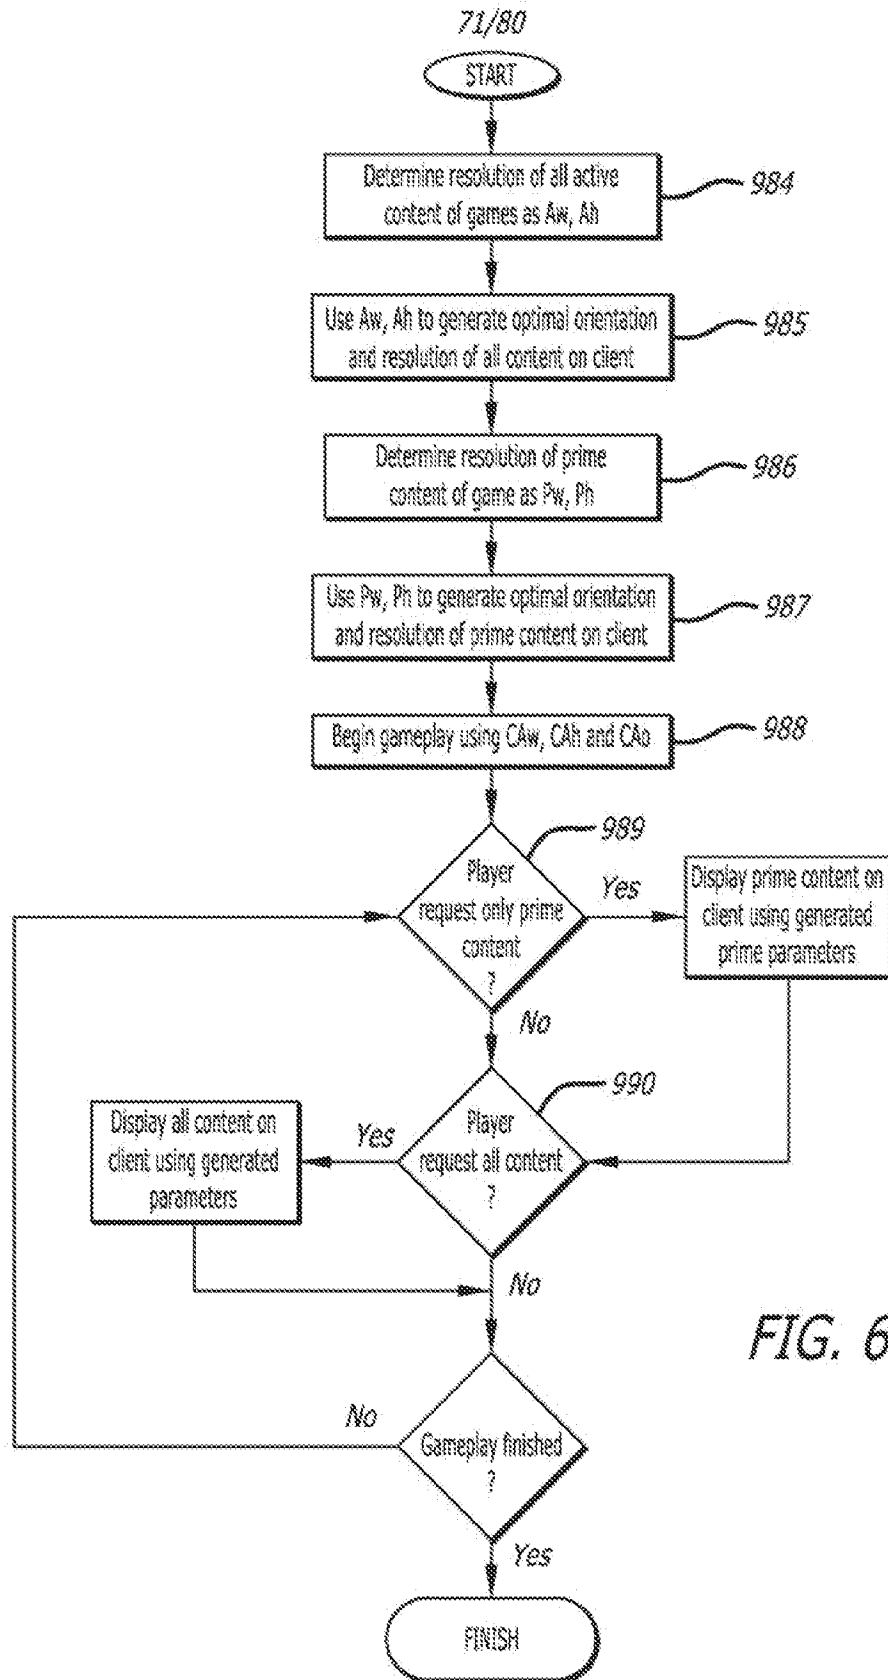 71/80
START
Determine resolution of all active
content of games as Aw, Ah
984
Use Aw, Ah to generate optimal orientation
and resolution of all content on client
985
Determine resolution of prime
content of game as Pw, Ph
986
Use Pw, Ph to generate optimal orientation
and resolution of prime content on client
987
Begin gameplay using CAw, CAh and CAo
988
989
Player
request only prime
content
?
Yes
Display prime content on
client using generated
prime parameters
No
990
Player
request all content
?
Yes
Display all content on
client using generated
parameters
No
FIG. 6
Gameplay finished
?
No
Yes
FINISH